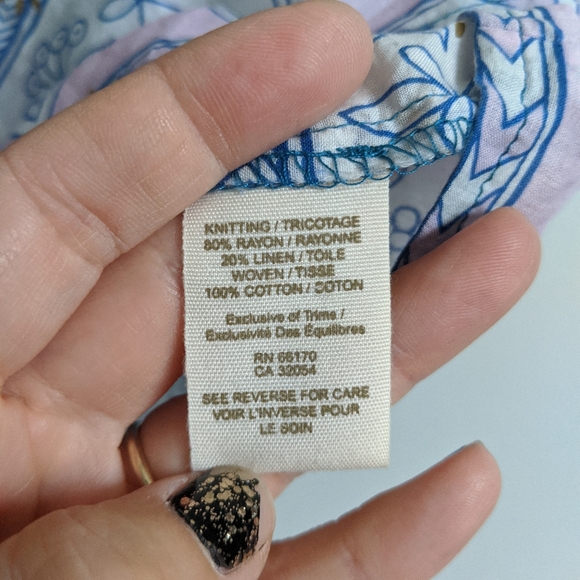 KNITTING / TRICOTAGE
80% RAYON / RAYONNE
20% LINEN / TOILE
WOVEN / TISSE
100% COTTON / COTON
Exclusive of Trims /
Exclusivité Des Équilibres
RN 66170
CA 32054
SEE REVERSE FOR CARE
VOIR L'INVERSE POUR
LE SOIN